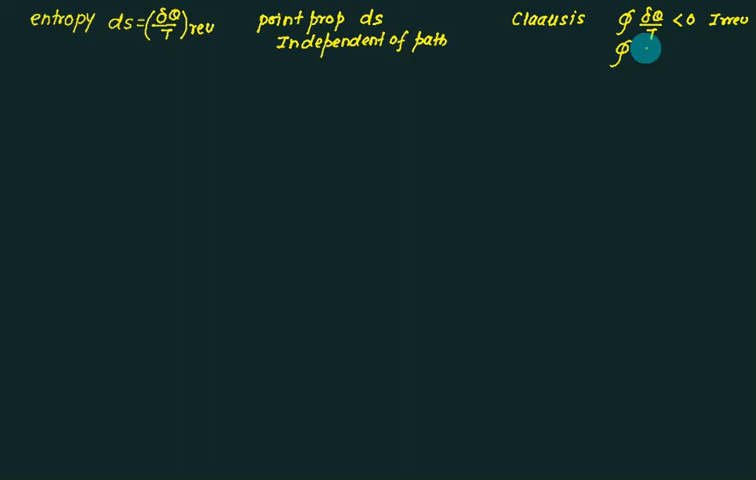 entropy ds=(δQ/T)rev
point prop ds
Independent of path
Claausis ∮ δQ/T < 0 Irrev
∮